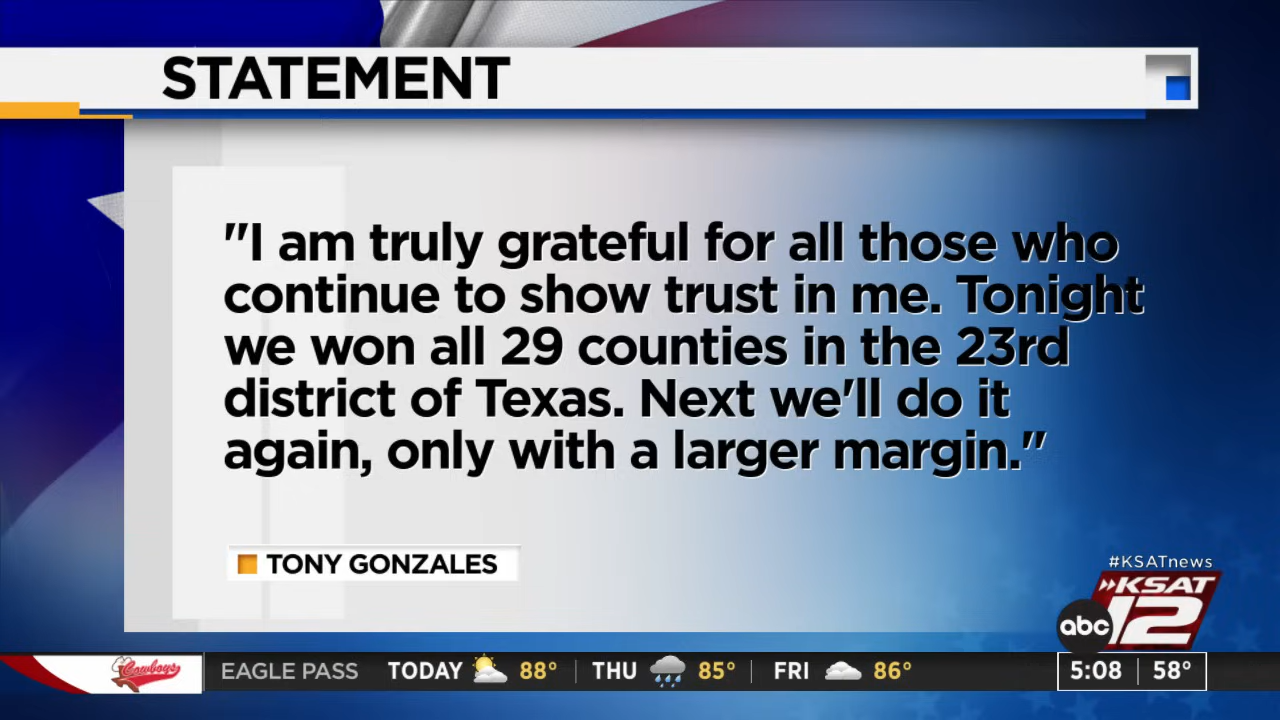 STATEMENT
"I am truly grateful for all those who
continue to show trust in me. Tonight
we won all 29 counties in the 23rd
district of Texas. Next we'll do it
again, only with a larger margin."
TONY GONZALES
#KSATnews
KSAT
abc 12
Cowboys EAGLE PASS TODAY 88° THU 85° FRI 86° 5:08 58°